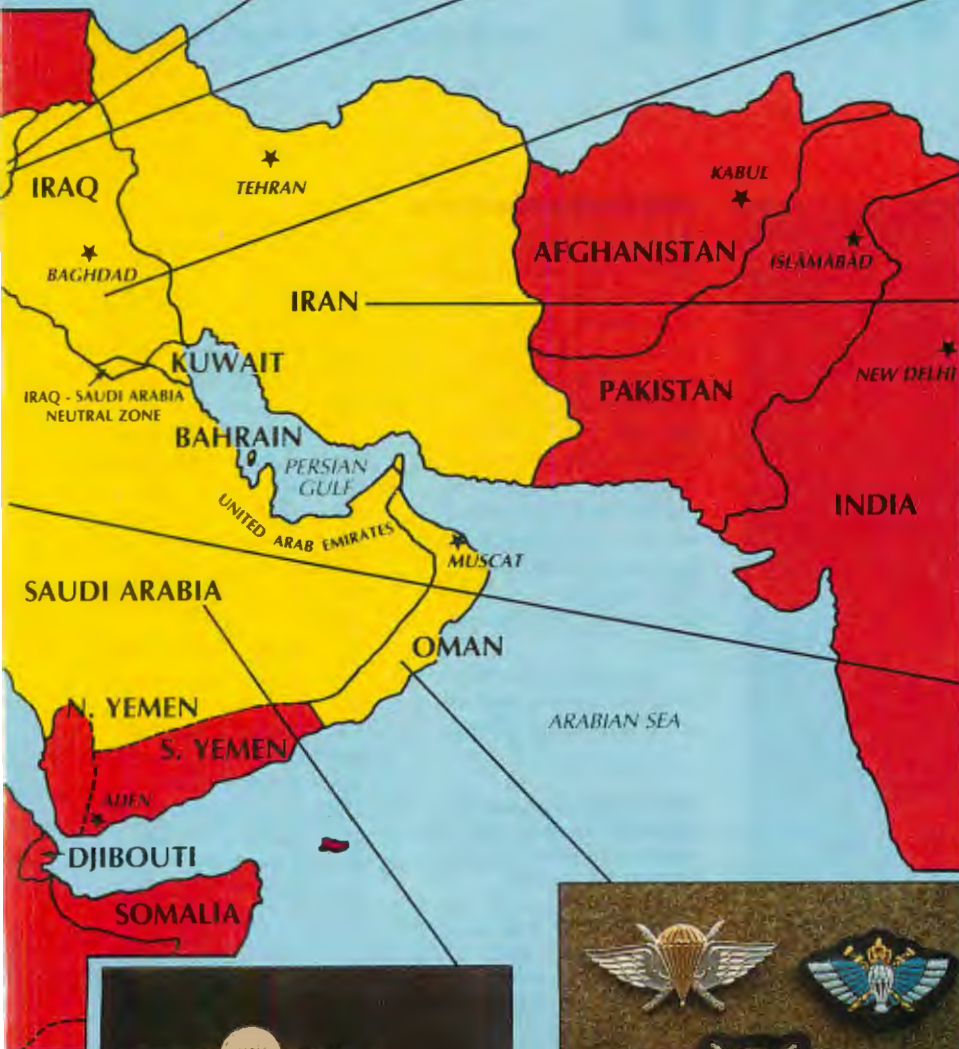 TEHRAN
IRAQ
KABUL
BAGHDAD
AFGHANISTAN
ISLAMABAD
IRAN
KUWAIT
NEW DELHI
IRAQ - SAUDI ARABIA
NEUTRAL ZONE
PAKISTAN
BAHRAIN
PERSIAN
GULF
INDIA
UNITED ARAB EMIRATES
MUSCAT
SAUDI ARABIA
OMAN
N. YEMEN
ARABIAN SEA
S. YEMEN
ADEN
DJIBOUTI
SOMALIA